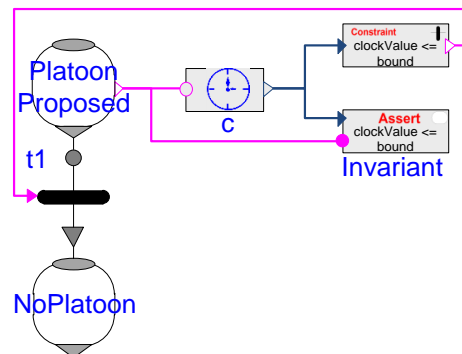 Platoon
Proposed
t1
NoPlatoon
c
Constraint
clockValue <=
bound
Assert
clockValue <=
bound
Invariant